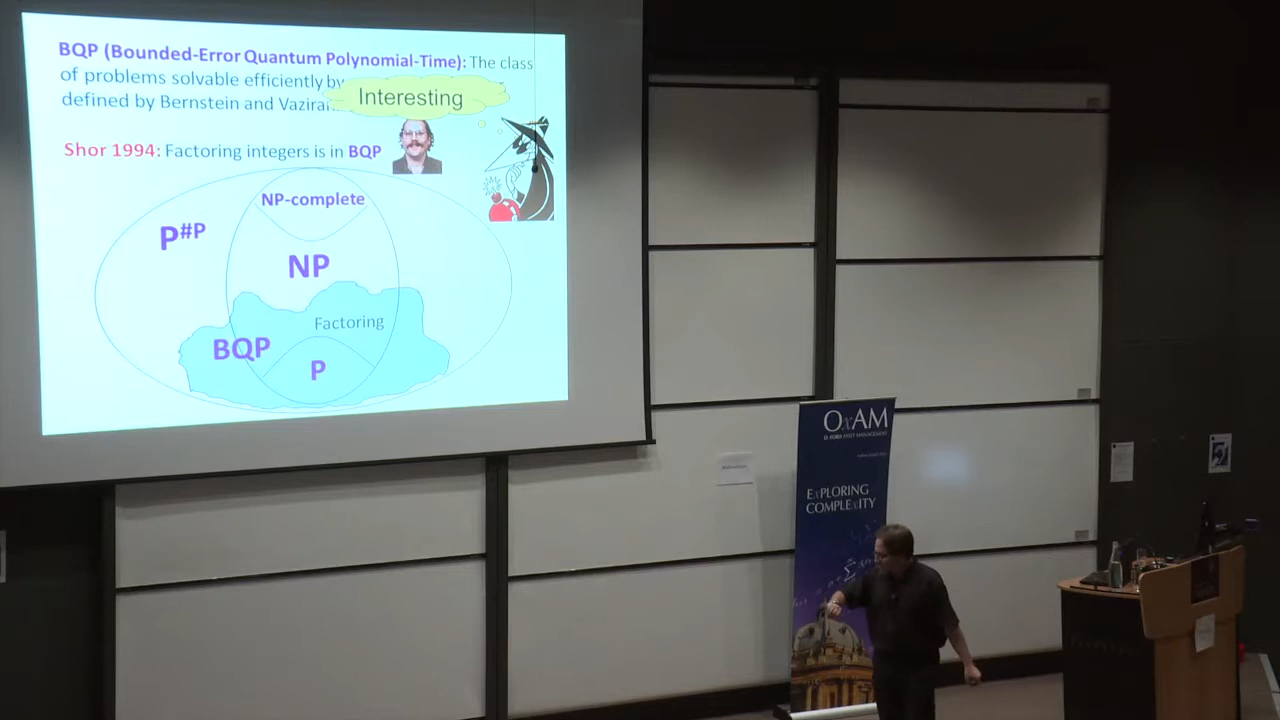 BQP (Bounded-Error Quantum Polynomial-Time): The class
of problems solvable efficiently by
defined by Bernstein and
Interesting
Shor 1994: Factoring integers is in BQP
NP-complete
P#P
NP
Factoring
BQP
P
OxAM
EXPLORING
COMPLEXITY